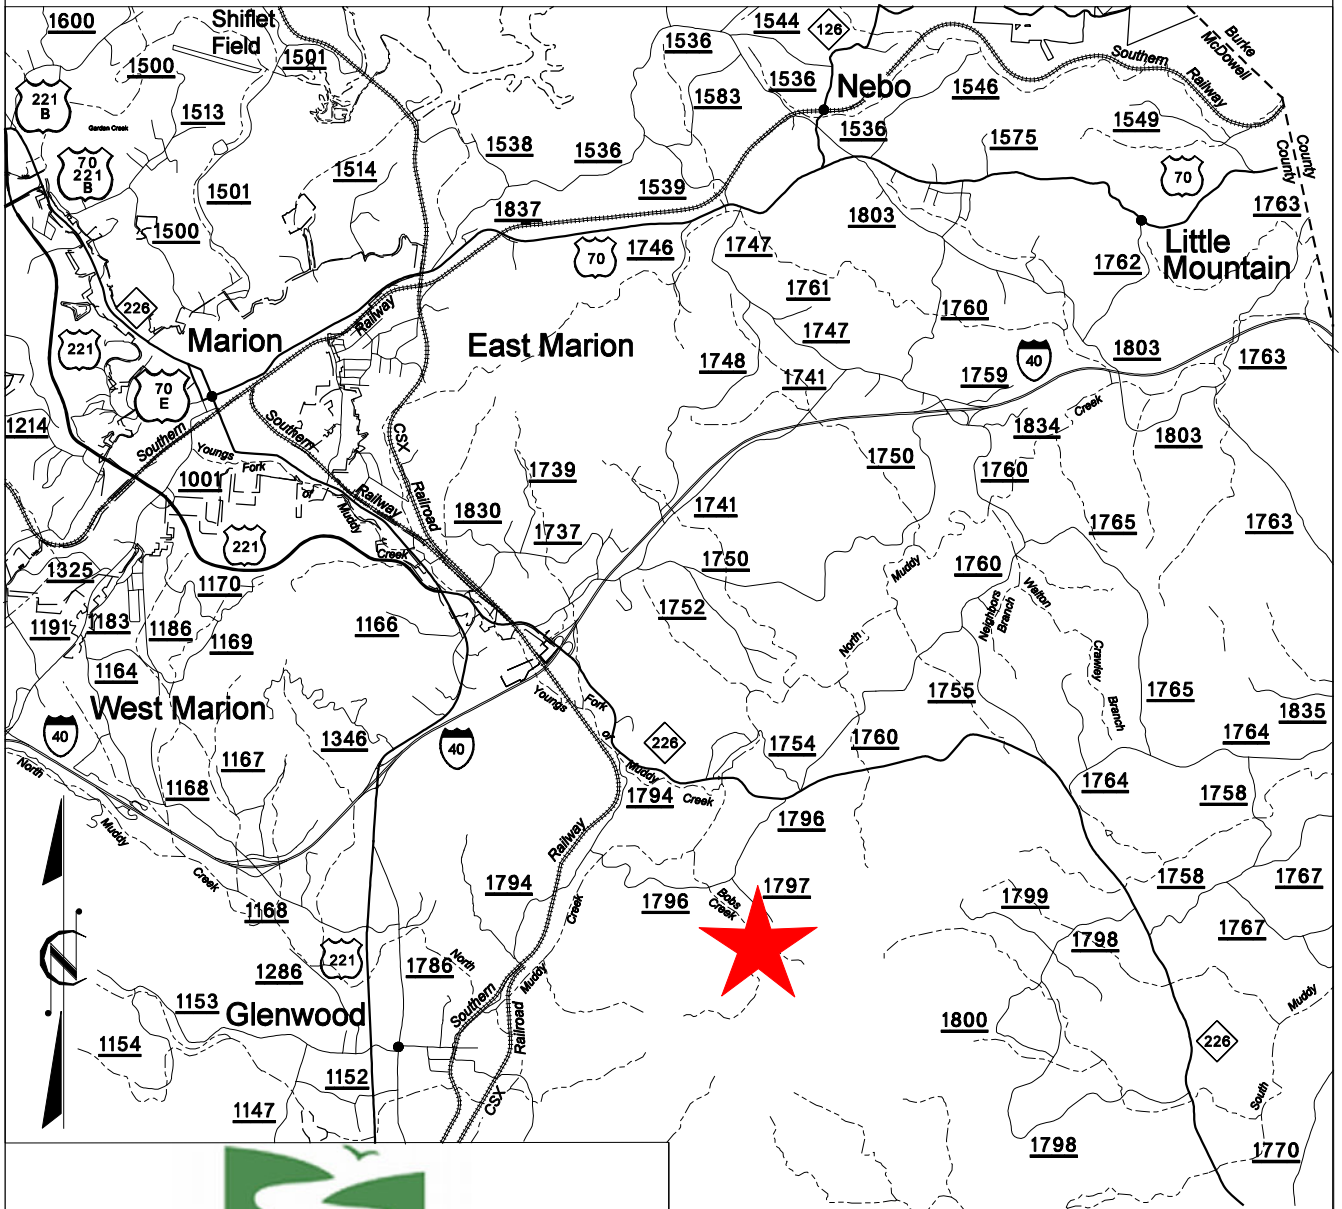 1600
Shiflet
Field
1501
1536
1544
126
Burke
McDowell
1500
221
B
1513
Garden Creek
1583
1536
Nebo
1546
Southern
Railway
1536
1549
1575
County
County
70
221
B
1514
1538
1536
1539
70
1501
1500
1837
1746
70
1747
1803
1763
Little
Mountain
1762
1761
1760
1747
226
Marion
Railway
East Marion
221
70
E
1748
1741
1759
40
1803
1763
1214
Southern
Southern
CSX
Creek
1834
1803
Youngs
Fork
of
Muddy
Creek
1001
Railway
Railroad
1739
1750
1760
1830
1741
1737
1765
1763
221
1325
1170
1750
Muddy
1760
1191
1183
1186
1169
1166
1752
Neighbors
Branch
Walton
North
Crawley
Branch
1164
West Marion
40
1346
40
Youngs
Fork
of
Muddy
Creek
226
1755
1765
1835
1764
1754
1760
North
1167
1168
1794
1764
1758
1796
Muddy
Creek
Railway
1794
1796
Bobs
Creek
1797
1799
1758
1767
1168
Creek
1798
1767
221
1286
1786
North
Muddy
Southern
Railroad
1153
Glenwood
1800
Muddy
226
1154
1152
CSX
South
1147
1798
1770